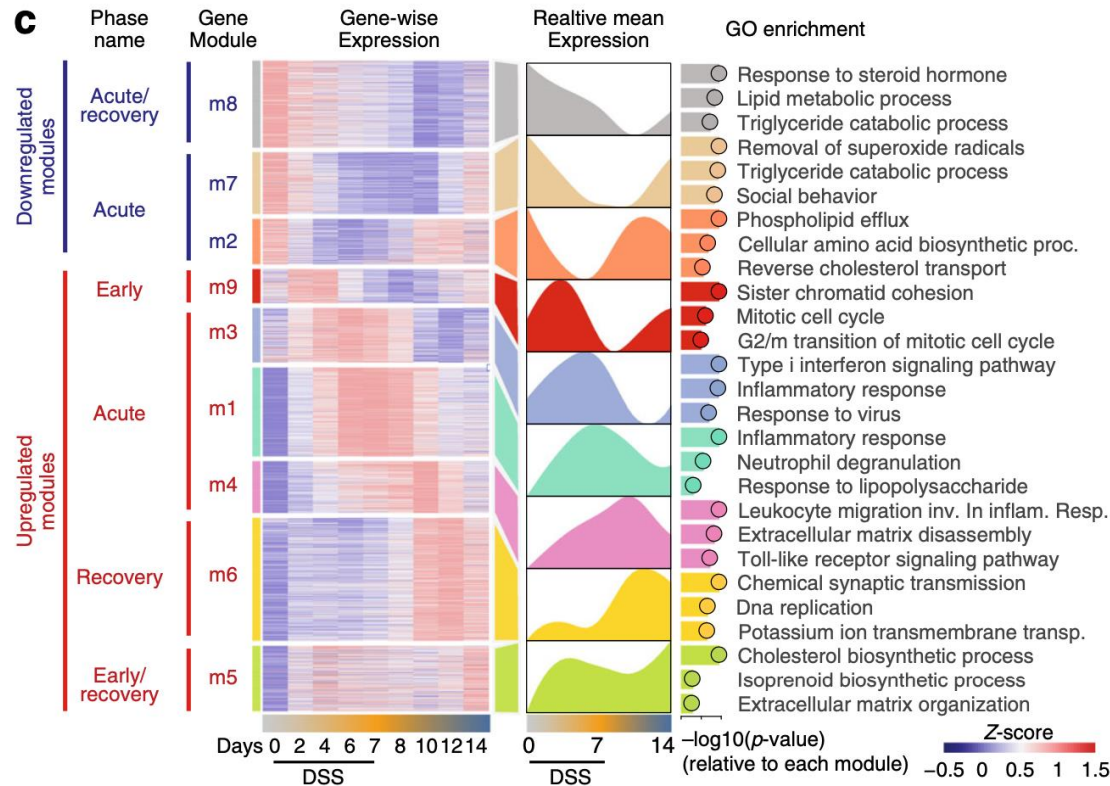 c
Phase name
Gene Module
Gene-wise Expression
Realtive mean Expression
GO enrichment
Downregulated modules
Upregulated modules
Acute/ recovery
Acute
Early
Acute
Recovery
Early/ recovery
m8
m7
m2
m9
m3
m1
m4
m6
m5
Response to steroid hormone
Lipid metabolic process
Triglyceride catabolic process
Removal of superoxide radicals
Triglyceride catabolic process
Social behavior
Phospholipid efflux
Cellular amino acid biosynthetic proc.
Reverse cholesterol transport
Sister chromatid cohesion
Mitotic cell cycle
G2/m transition of mitotic cell cycle
Type i interferon signaling pathway
Inflammatory response
Response to virus
Inflammatory response
Neutrophil degranulation
Response to lipopolysaccharide
Leukocyte migration inv. In inflam. Resp.
Extracellular matrix disassembly
Toll-like receptor signaling pathway
Chemical synaptic transmission
Dna replication
Potassium ion transmembrane transp.
Cholesterol biosynthetic process
Isoprenoid biosynthetic process
Extracellular matrix organization
Days 0 2 4 6 7 8 10 12 14
DSS
0 7 14
DSS
–log10(p-value)
(relative to each module)
Z-score
–0.5 0 0.5 1 1.5